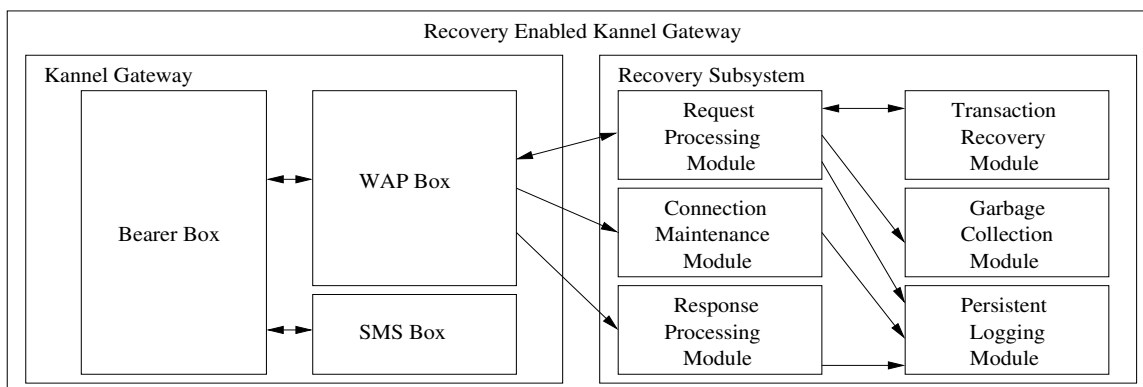 Recovery Enabled Kannel Gateway
Kannel Gateway
Bearer Box
WAP Box
SMS Box
Recovery Subsystem
Request
Processing
Module
Connection
Maintenance
Module
Response
Processing
Module
Transaction
Recovery
Module
Garbage
Collection
Module
Persistent
Logging
Module